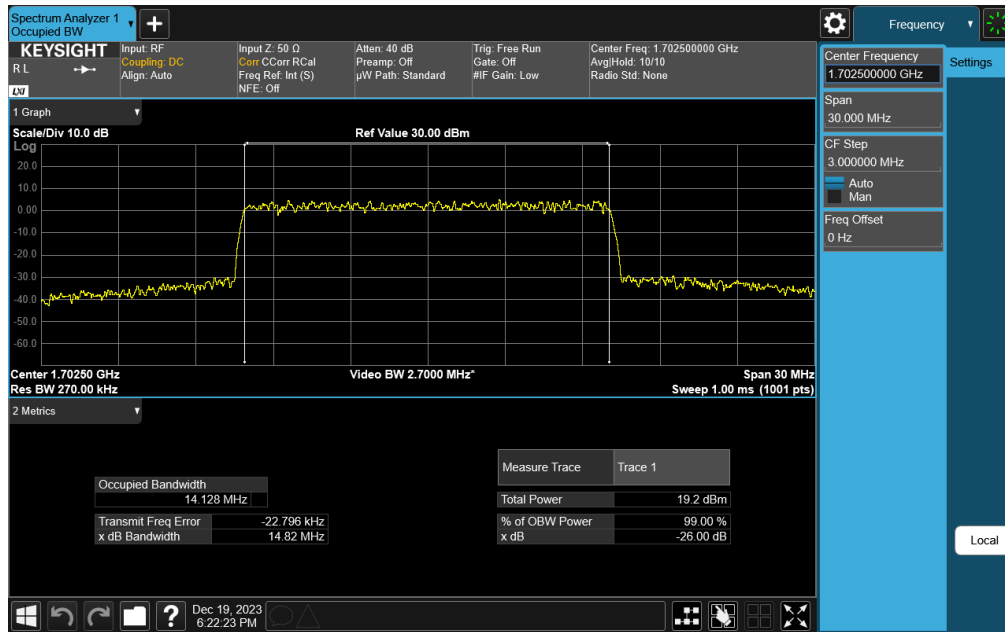 Spectrum Analyzer 1
Occupied BW
KEYSIGHT
R L
LXI
Input: RF
Coupling: DC
Align: Auto
Input Z: 50 Ω
Corr CCorr RCal
Freq Ref: Int (S)
NFE: Off
Atten: 40 dB
Preamp: Off
µW Path: Standard
Trig: Free Run
Gate: Off
#IF Gain: Low
Center Freq: 1.702500000 GHz
Avg|Hold: 10/10
Radio Std: None
1 Graph
Scale/Div 10.0 dB
Ref Value 30.00 dBm
Log
20.0
10.0
0.00
-10.0
-20.0
-30.0
-40.0
-50.0
-60.0
Center 1.70250 GHz
Video BW 2.7000 MHz*
Span 30 MHz
Res BW 270.00 kHz
Sweep 1.00 ms (1001 pts)
2 Metrics
Occupied Bandwidth
14.128 MHz
Transmit Freq Error -22.796 kHz
x dB Bandwidth 14.82 MHz
Measure Trace Trace 1
Total Power 19.2 dBm
% of OBW Power 99.00 %
x dB -26.00 dB
Frequency
Settings
Center Frequency
1.702500000 GHz
Span
30.000 MHz
CF Step
3.000000 MHz
Auto
Man
Freq Offset
0 Hz
Local
?
Dec 19, 2023
6:22:23 PM